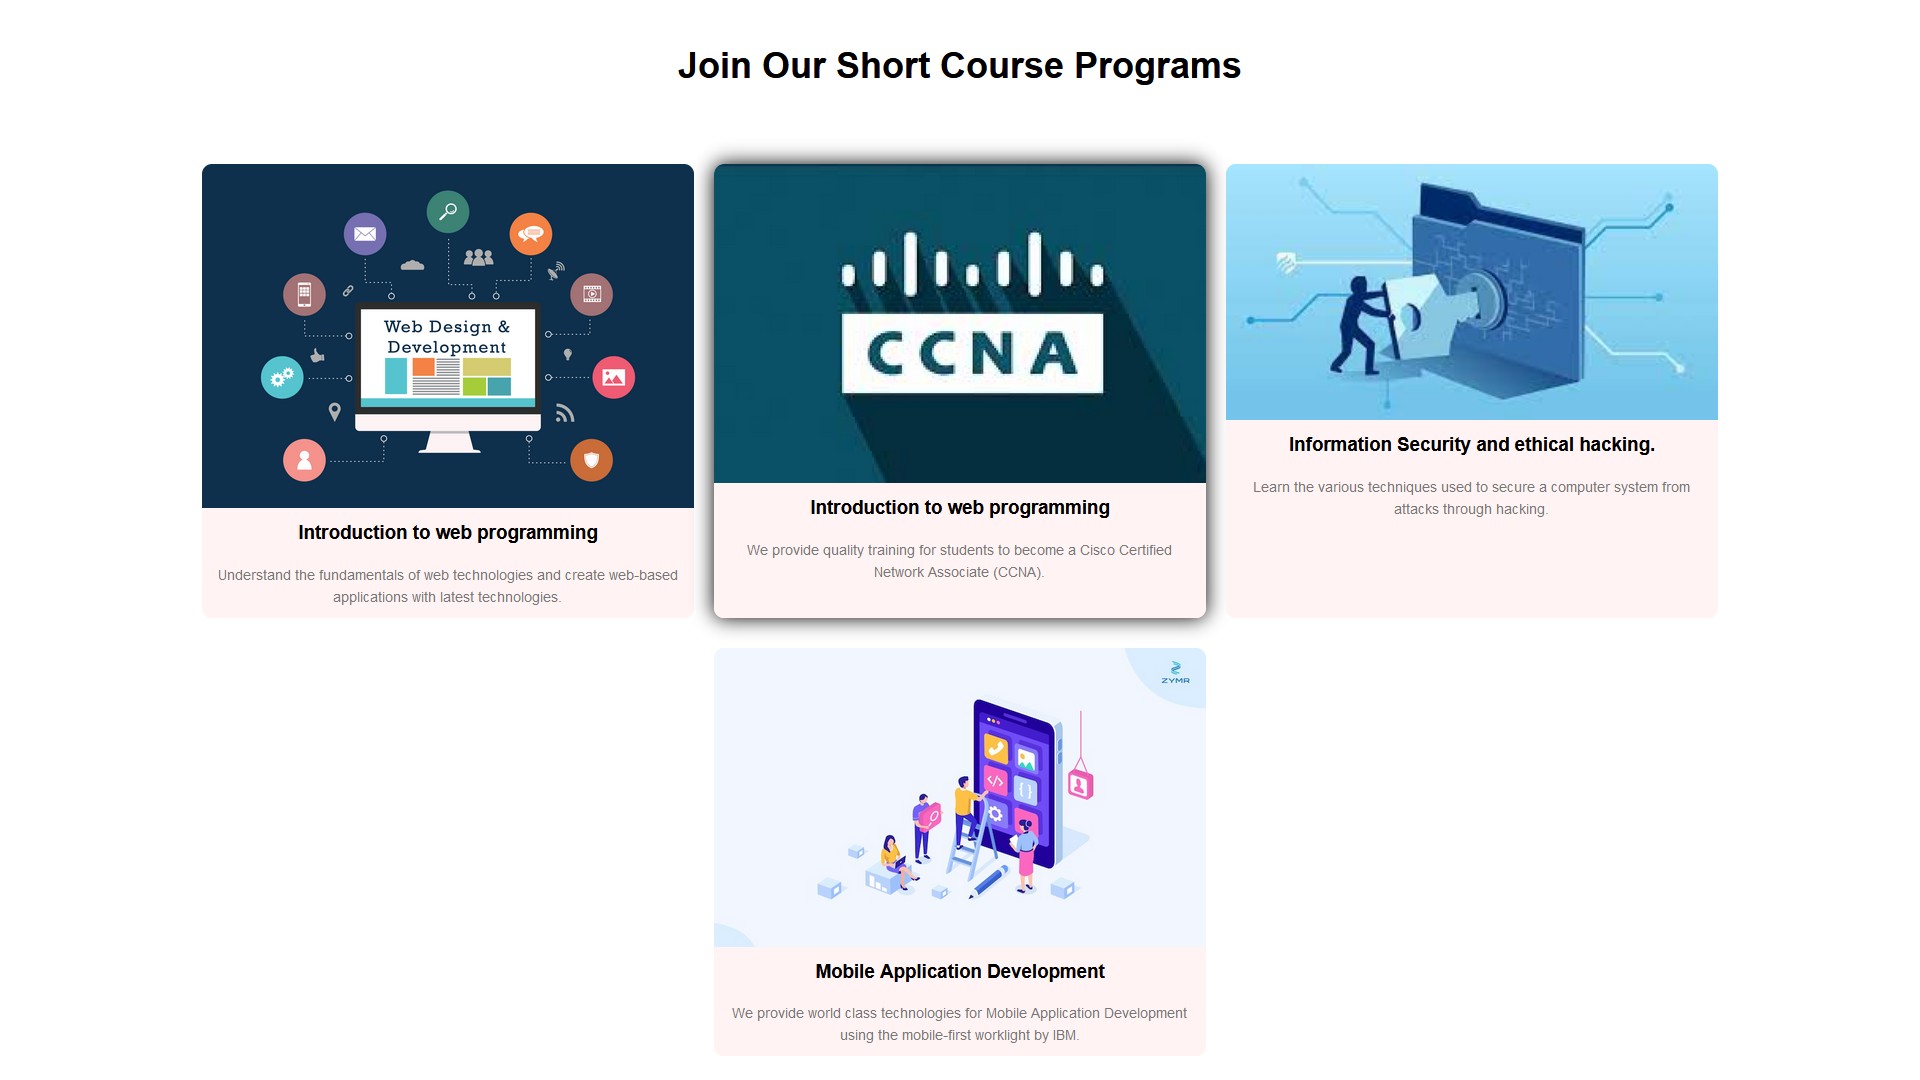 Join Our Short Course Programs
Web Design &
Development
Introduction to web programming
Understand the fundamentals of web technologies and create web-based
applications with latest technologies.
CCNA
Introduction to web programming
We provide quality training for students to become a Cisco Certified
Network Associate (CCNA).
Information Security and ethical hacking.
Learn the various techniques used to secure a computer system from
attacks through hacking.
ZYMR
Mobile Application Development
We provide world class technologies for Mobile Application Development
using the mobile-first worklight by IBM.